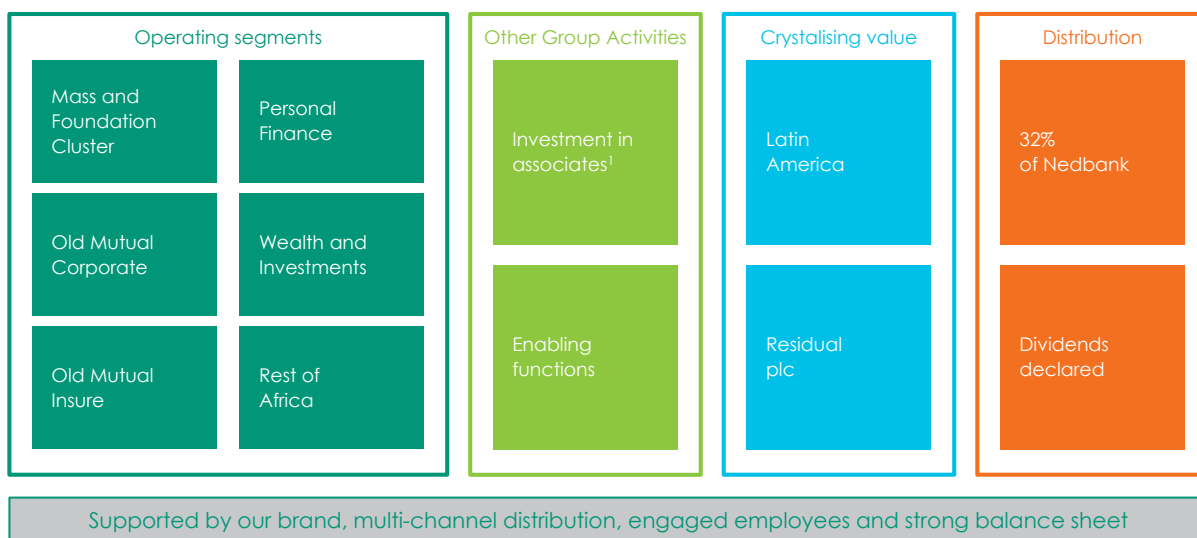 Operating segments
Mass and
Foundation
Cluster
Personal
Finance
Old Mutual
Corporate
Wealth and
Investments
Old Mutual
Insure
Rest of
Africa
Other Group Activities
Investment in
associates¹
Enabling
functions
Crystalising value
Latin
America
Residual
plc
Distribution
32%
of Nedbank
Dividends
declared
Supported by our brand, multi-channel distribution, engaged employees and strong balance sheet